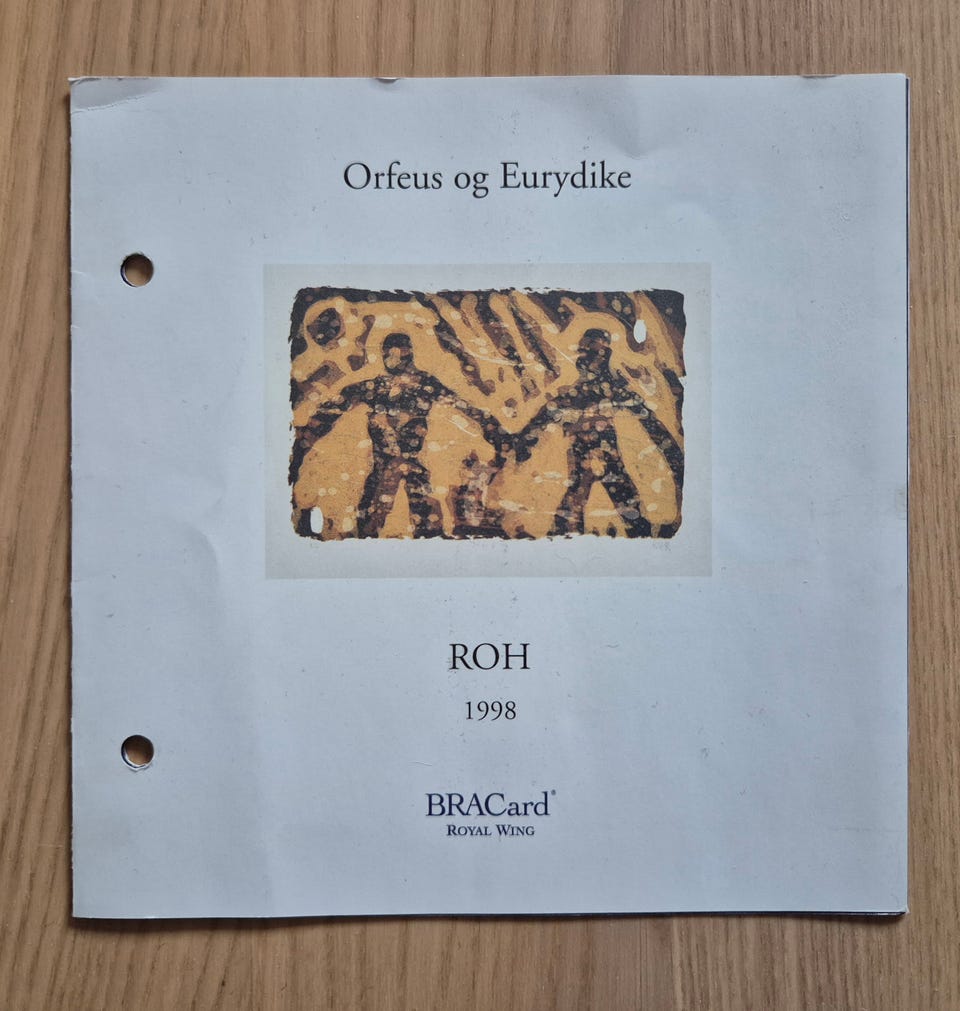 Orfeus og Eurydike
ROH
1998
BRACard®
ROYAL WING